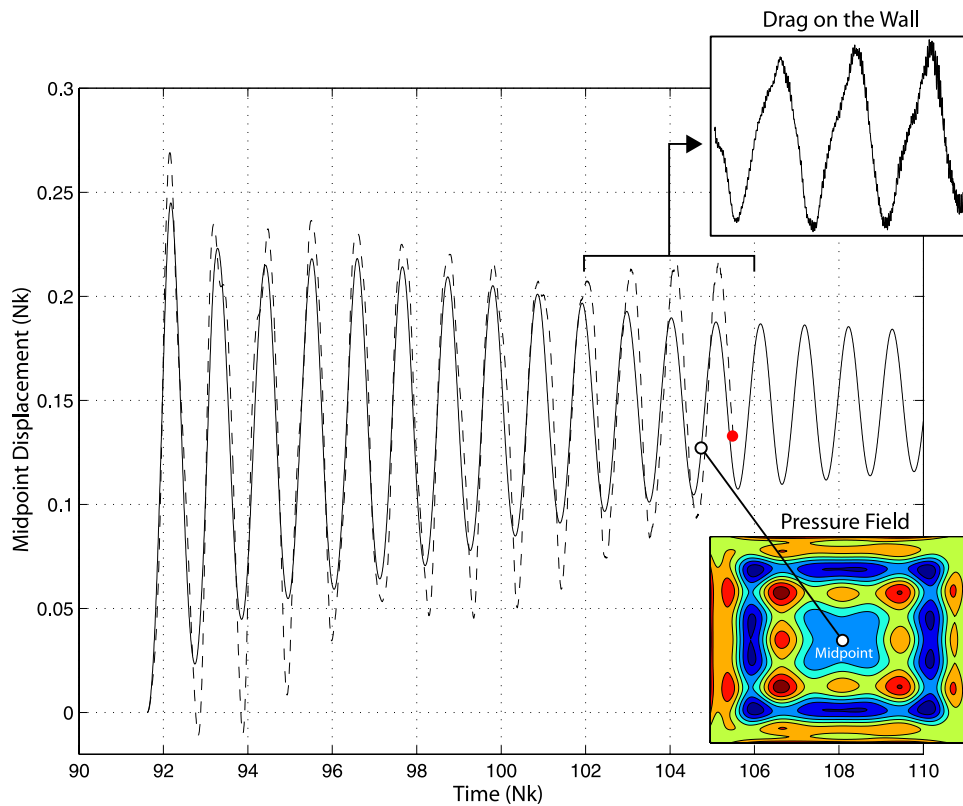 Drag on the Wall
0.3
0.25
0.2
0.15
0.1
0.05
0
Midpoint Displacement (Nk)
Pressure Field
Midpoint
90 92 94 96 98 100 102 104 106 108 110
Time (Nk)